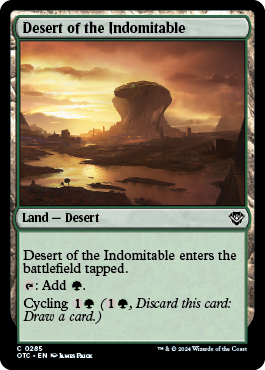 Desert of the Indomitable
Land — Desert
Desert of the Indomitable enters the
battlefield tapped.
: Add .
Cycling 1 (1 , Discard this card:
Draw a card.)
C 0285
OTC • EN James Paick
™ & © 2024 Wizards of the Coast